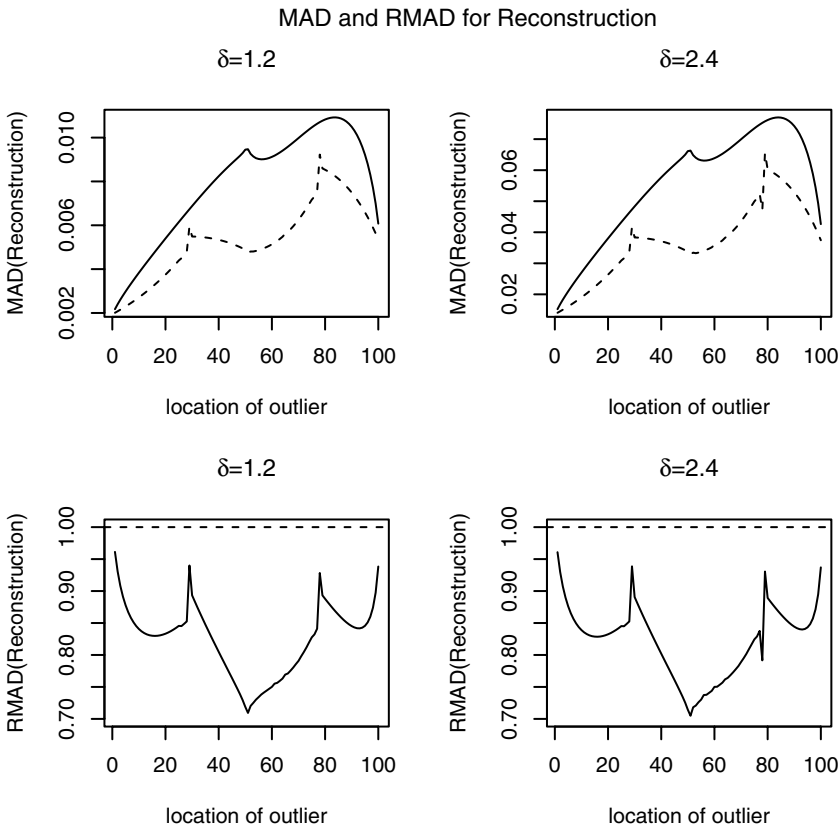 MAD and RMAD for Reconstruction
δ=1.2
MAD(Reconstruction)
0.010
0.006
0.002
0 20 40 60 80 100
location of outlier
δ=2.4
MAD(Reconstruction)
0.06
0.04
0.02
0 20 40 60 80 100
location of outlier
δ=1.2
RMAD(Reconstruction)
1.00
0.90
0.80
0.70
0 20 40 60 80 100
location of outlier
δ=2.4
RMAD(Reconstruction)
1.00
0.90
0.80
0.70
0 20 40 60 80 100
location of outlier